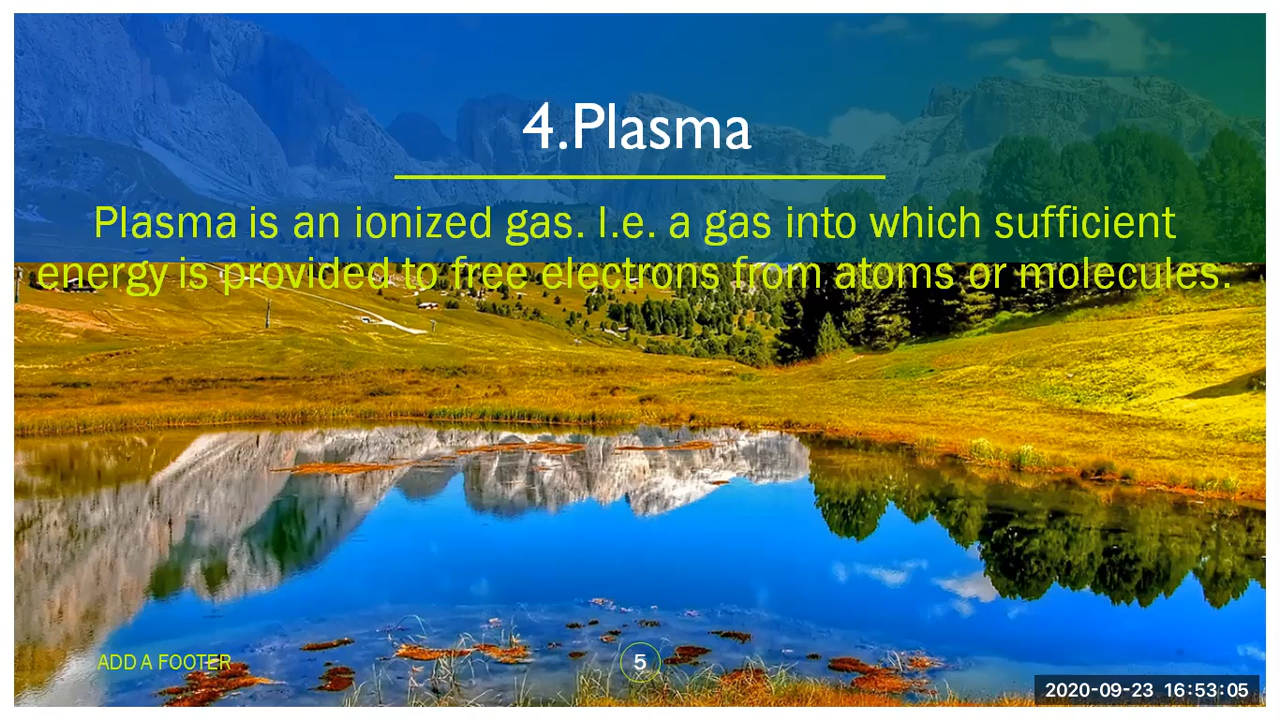 4.Plasma
Plasma is an ionized gas. I.e. a gas into which sufficient
energy is provided to free electrons from atoms or molecules.
ADD A FOOTER
5
2020-09-23 16:53:05